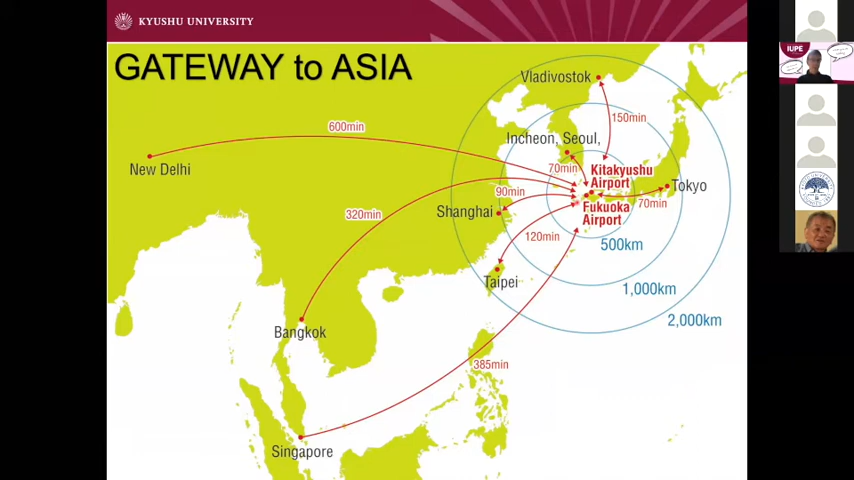 KYUSHU UNIVERSITY
GATEWAY to ASIA
Vladivostok
150min
600min
Incheon, Seoul,
New Delhi
70min
Kitakyushu
Airport
Tokyo
90min
320min
Shanghai
70min
Fukuoka
Airport
120min
500km
Taipei
1,000km
2,000km
Bangkok
385min
Singapore
IUPE